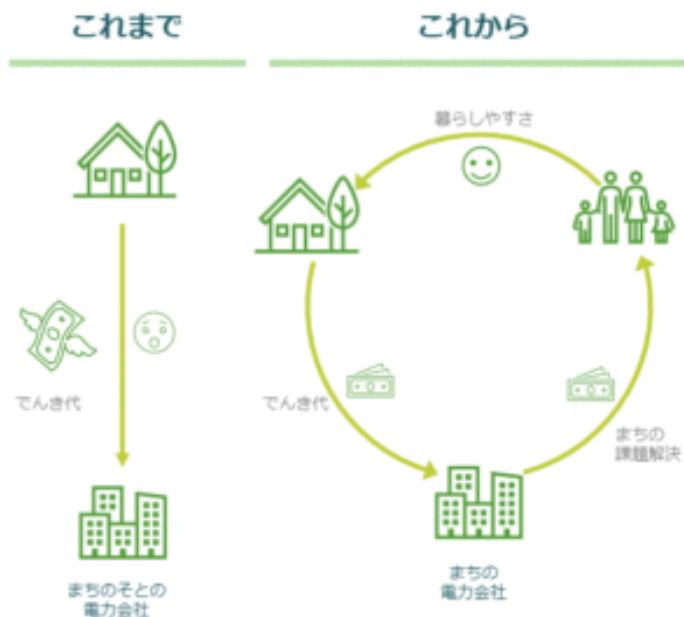 これまで
でんき代
まちのそとの
電力会社
これから
暮らしやすさ
でんき代
まちの
課題解決
まちの
電力会社